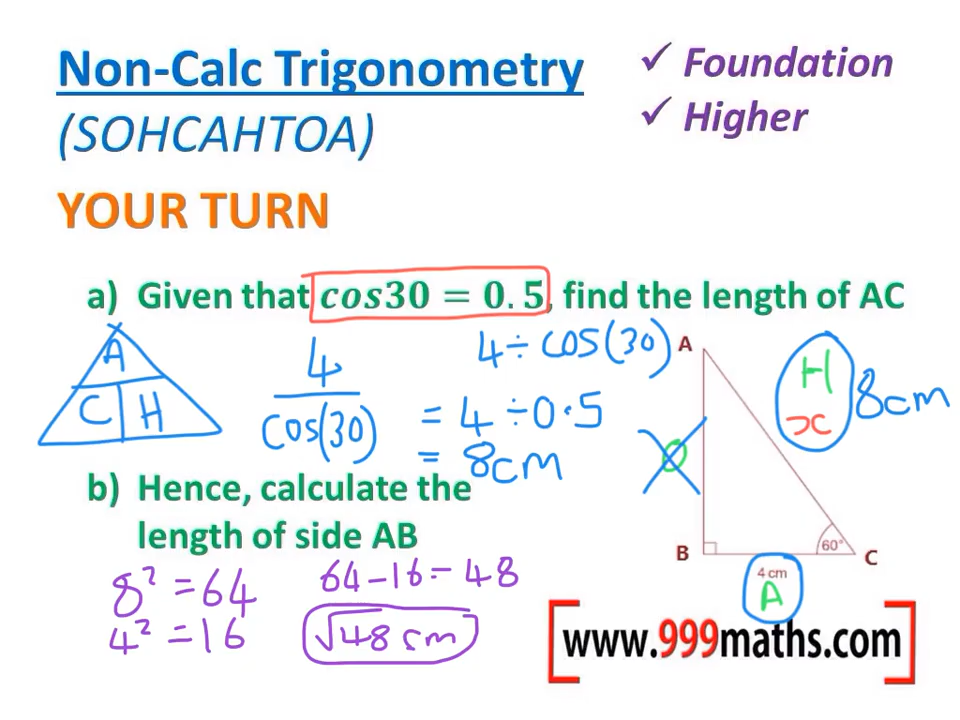 Non-Calc Trigonometry
✓ Foundation
(SOHCAHTOA)
✓ Higher
YOUR TURN
a) Given that cos30 = 0.5, find the length of AC
A
C H
4
cos(30)
4 ÷ cos(30)
= 4 ÷ 0.5
= 8cm
A
H
x
8cm
O
B
60°
C
4 cm
A
b) Hence, calculate the
length of side AB
8² = 64
4² = 16
64 - 16 = 48
√48 cm
www.999maths.com